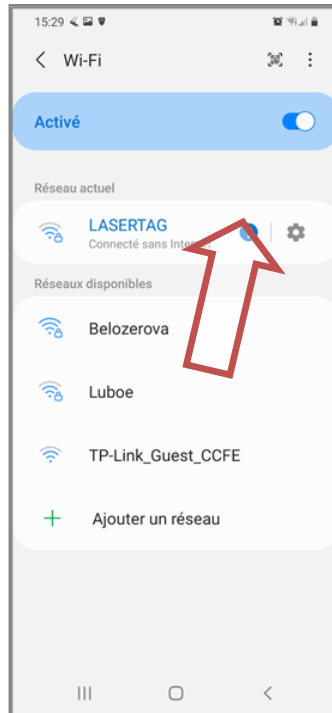 15:29
Wi-Fi
Activé
Réseau actuel
LASERTAG
Connecté sans
Réseaux disponibles
Belozerova
Luboe
TP-Link_Guest_CCFE
Ajouter un réseau